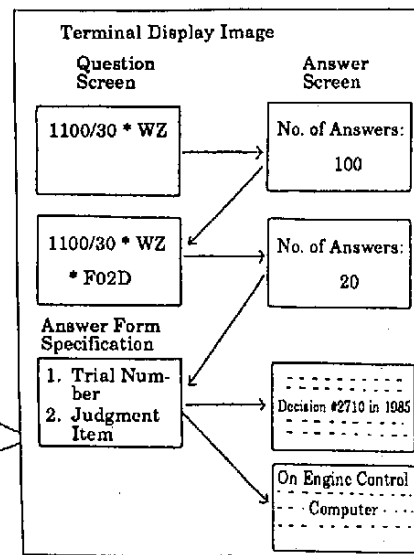 Terminal Display Image
Question
Screen
Answer
Screen
1100/30 * WZ
No. of Answers:
100
1100/30 * WZ
* F02D
No. of Answers:
20
Answer Form
Specification
1. Trial Num-
ber
2. Judgment
Item
Decision #2710 in 1985
On Engine Control
Computer